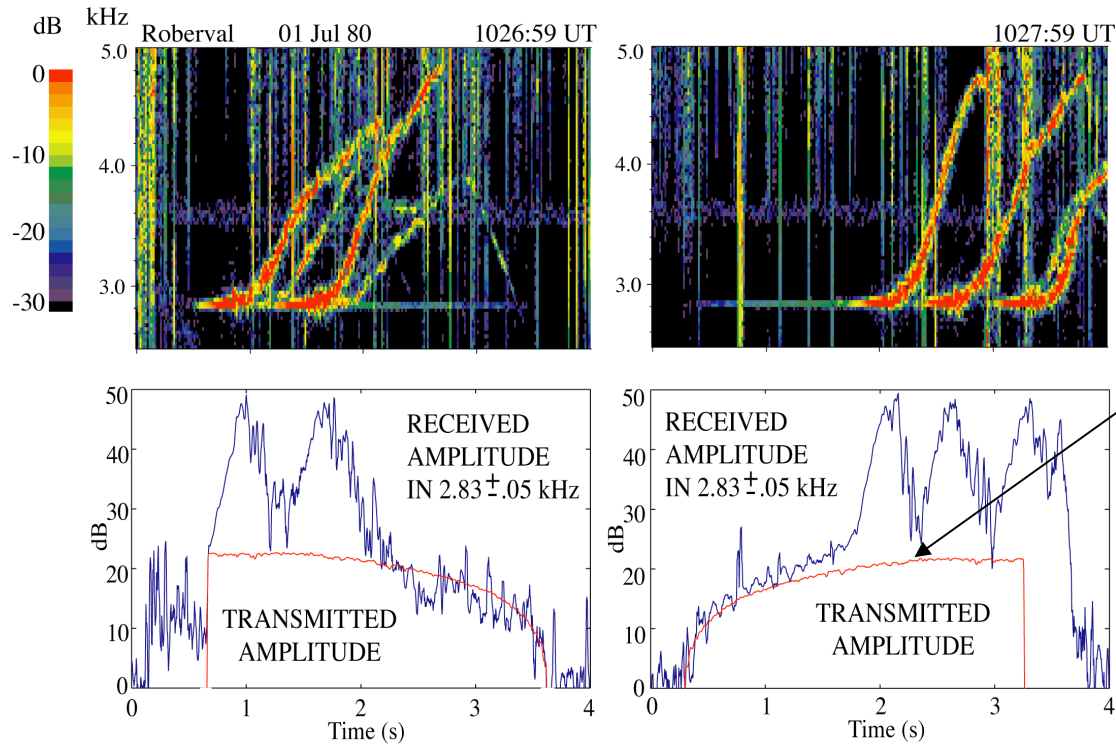 dB
kHz
Roberval 01 Jul 80 1026:59 UT
1027:59 UT
5.0
4.0
3.0
0
-10
-20
-30
5.0
4.0
3.0
50
40
30
20
10
0
dB
RECEIVED
AMPLITUDE
IN 2.83±.05 kHz
TRANSMITTED
AMPLITUDE
0 1 2 3 4
Time (s)
50
40
30
20
10
0
dB
RECEIVED
AMPLITUDE
IN 2.83±.05 kHz
TRANSMITTED
AMPLITUDE
0 1 2 3 4
Time (s)